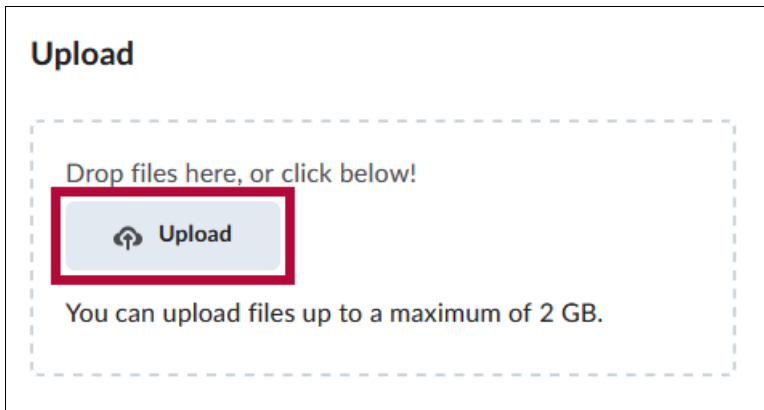 Upload
Drop files here, or click below!
Upload
You can upload files up to a maximum of 2 GB.